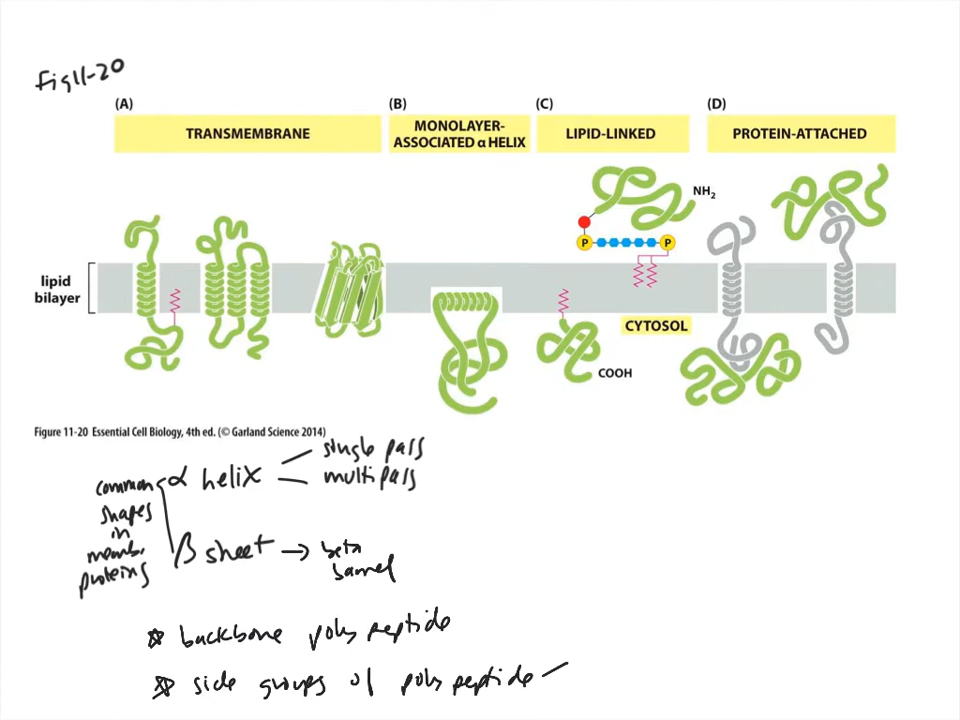 Fig 11-20
(A)
TRANSMEMBRANE
(B)
MONOLAYER-
ASSOCIATED α HELIX
(C)
LIPID-LINKED
(D)
PROTEIN-ATTACHED
NH2
P
P
lipid
bilayer
CYTOSOL
COOH
Figure 11-20 Essential Cell Biology, 4th ed. (© Garland Science 2014)
common
shapes
in
memb.
proteins
α helix
single pass
multipass
β sheet → beta
barrel
☆ backbone polypeptide
☆ side groups of polypeptide –